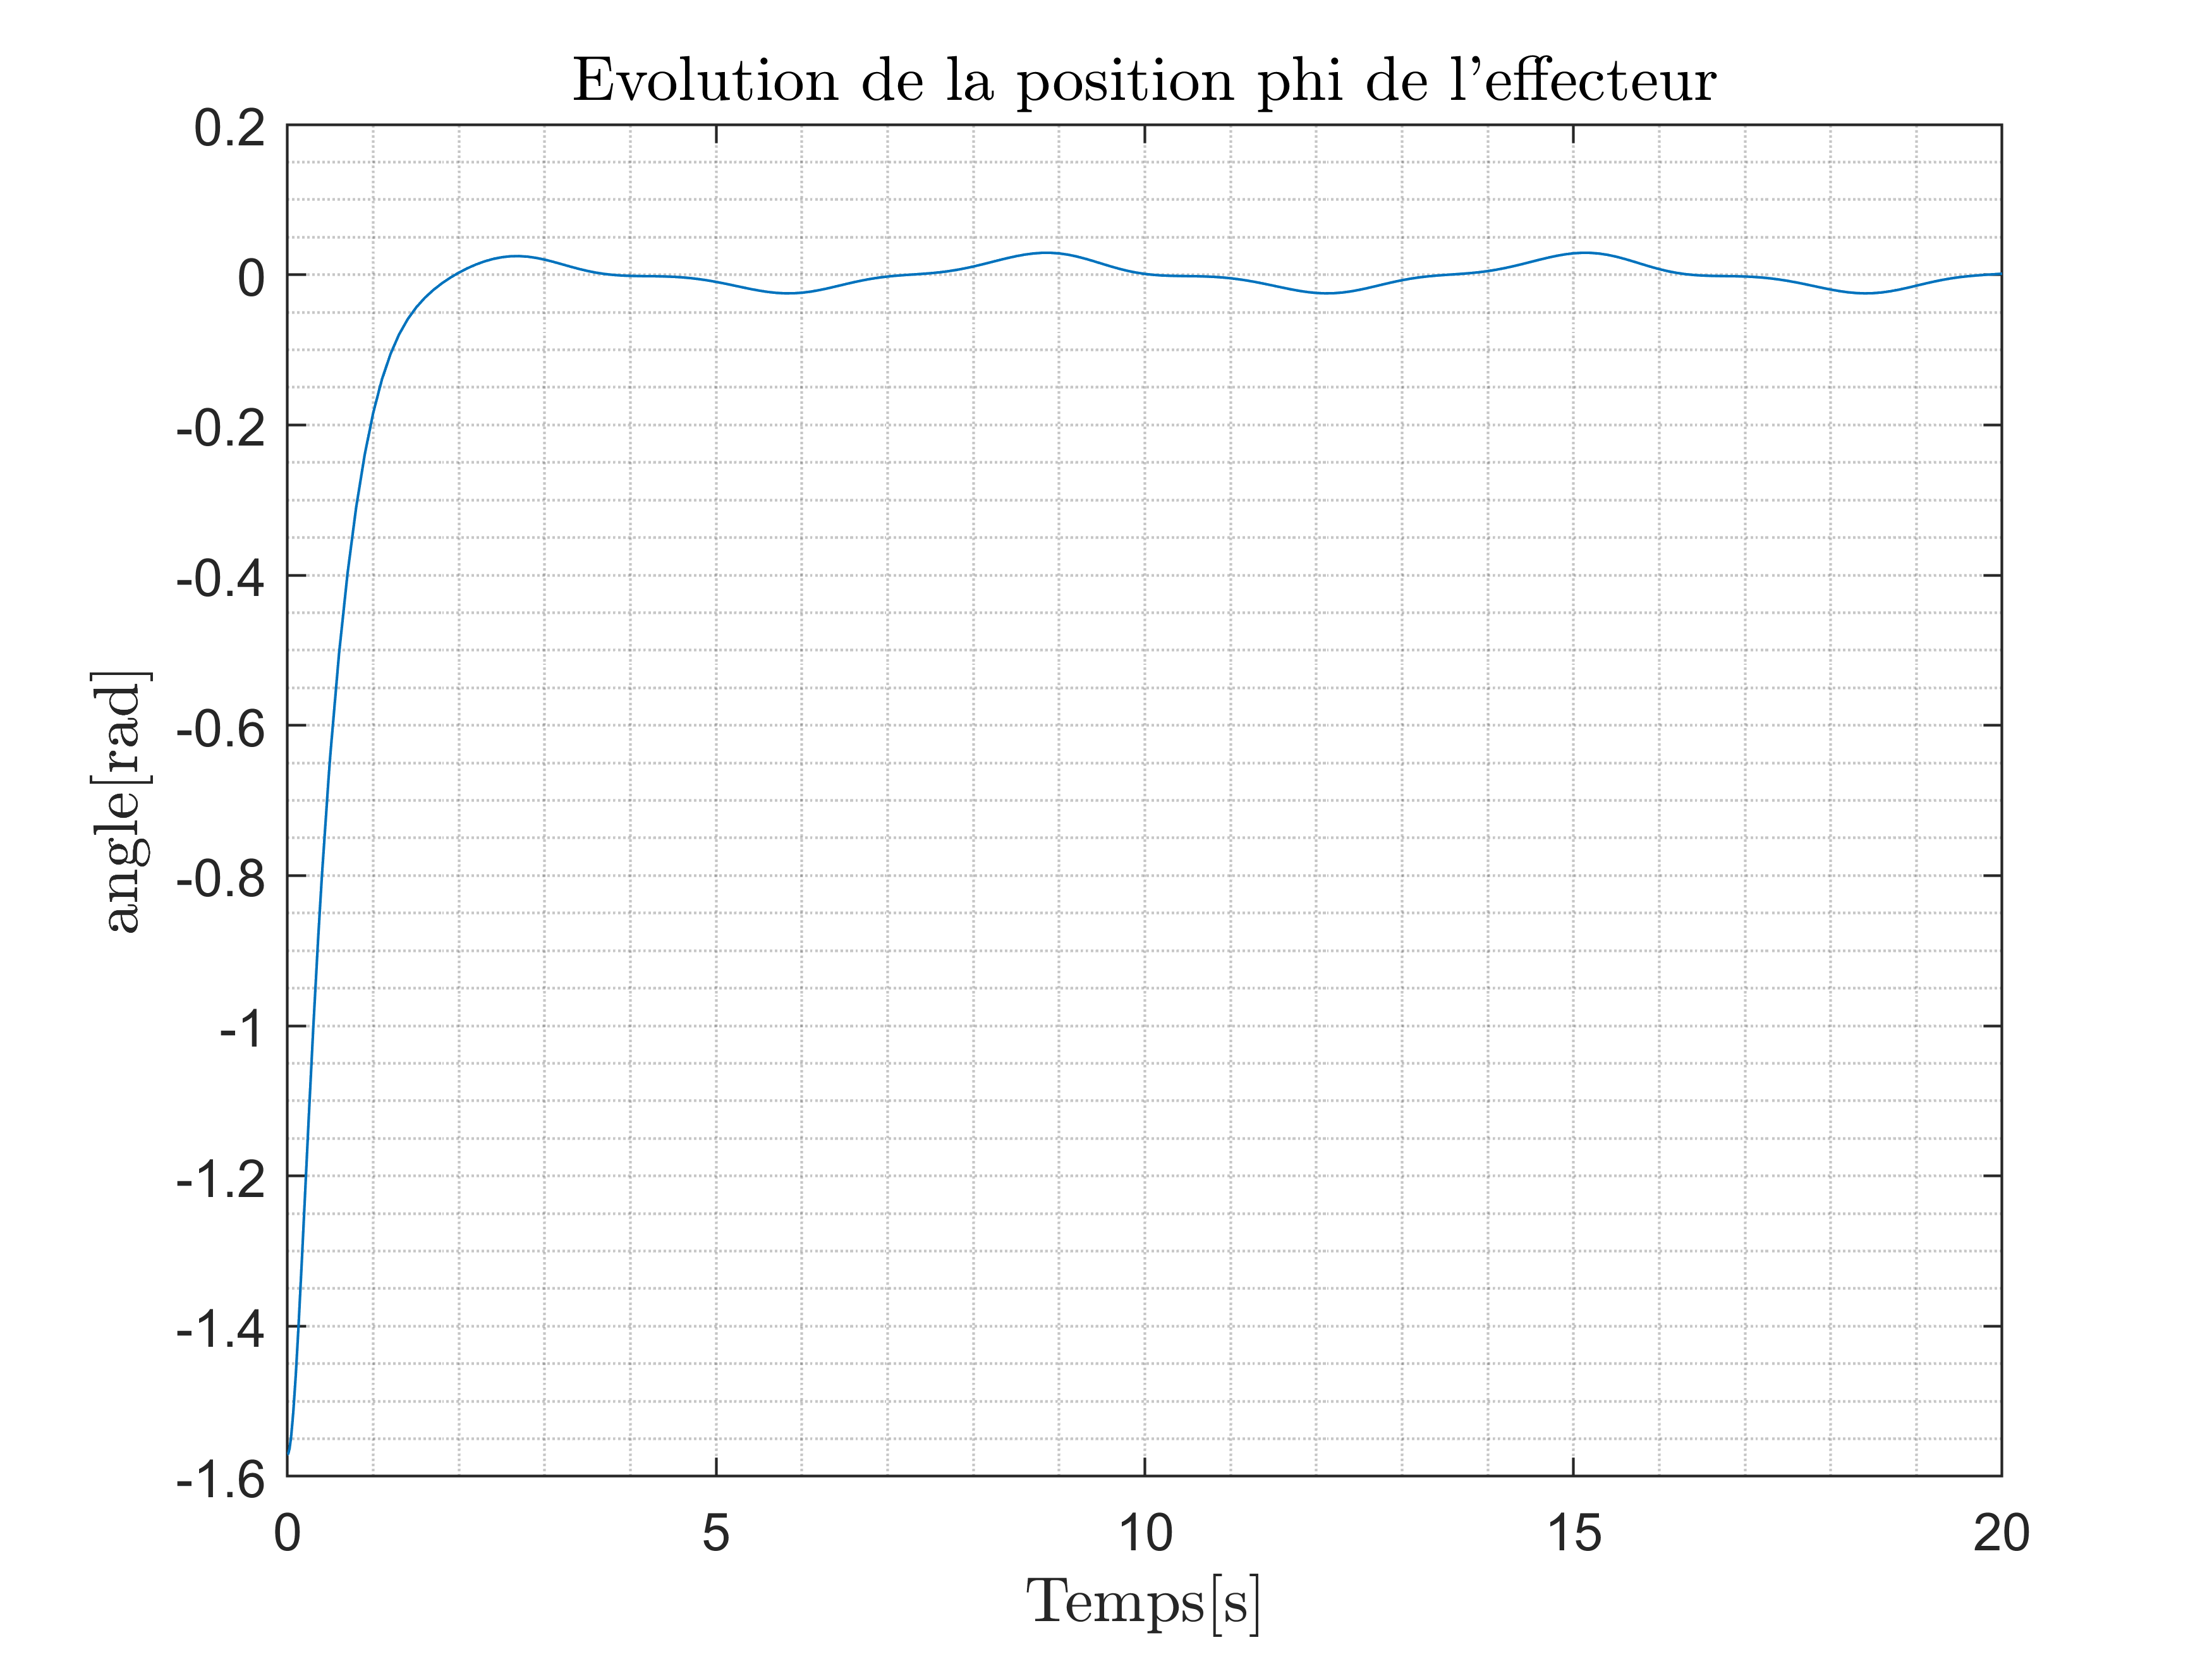 Evolution de la position phi de l'effecteur
0.2
0
-0.2
-0.4
-0.6
-0.8
-1
-1.2
-1.4
-1.6
angle[rad]
0 5 10 15 20
Temps[s]